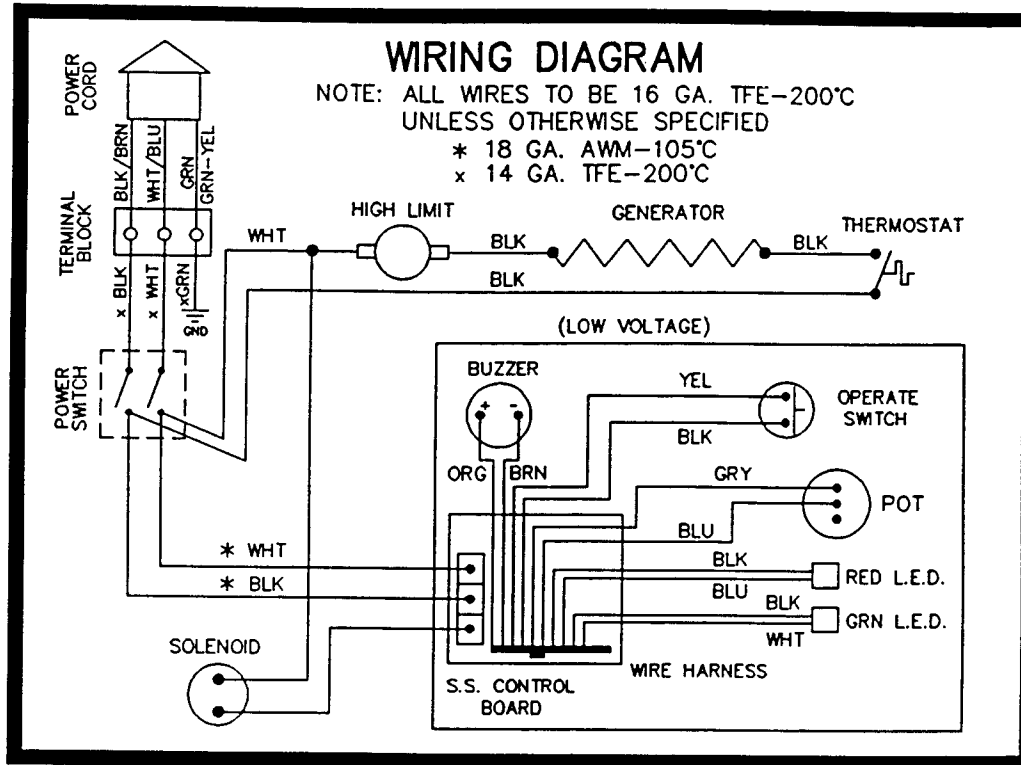 WIRING DIAGRAM
NOTE: ALL WIRES TO BE 16 GA. TFE-200°C
UNLESS OTHERWISE SPECIFIED
* 18 GA. AWM-105°C
x 14 GA. TFE-200°C
POWER
CORD
BLK/BRN
WHT/BLU
GRN
GRN-YEL
TERMINAL
BLOCK
x BLK
x WHT
xGRN
GND
POWER
SWITCH
WHT
HIGH LIMIT
BLK
GENERATOR
BLK
THERMOSTAT
BLK
(LOW VOLTAGE)
BUZZER
+ -
ORG
BRN
YEL
BLK
OPERATE
SWITCH
GRY
POT
BLU
BLK
BLU
RED L.E.D.
BLK
WHT
GRN L.E.D.
* WHT
* BLK
SOLENOID
WIRE HARNESS
S.S. CONTROL
BOARD